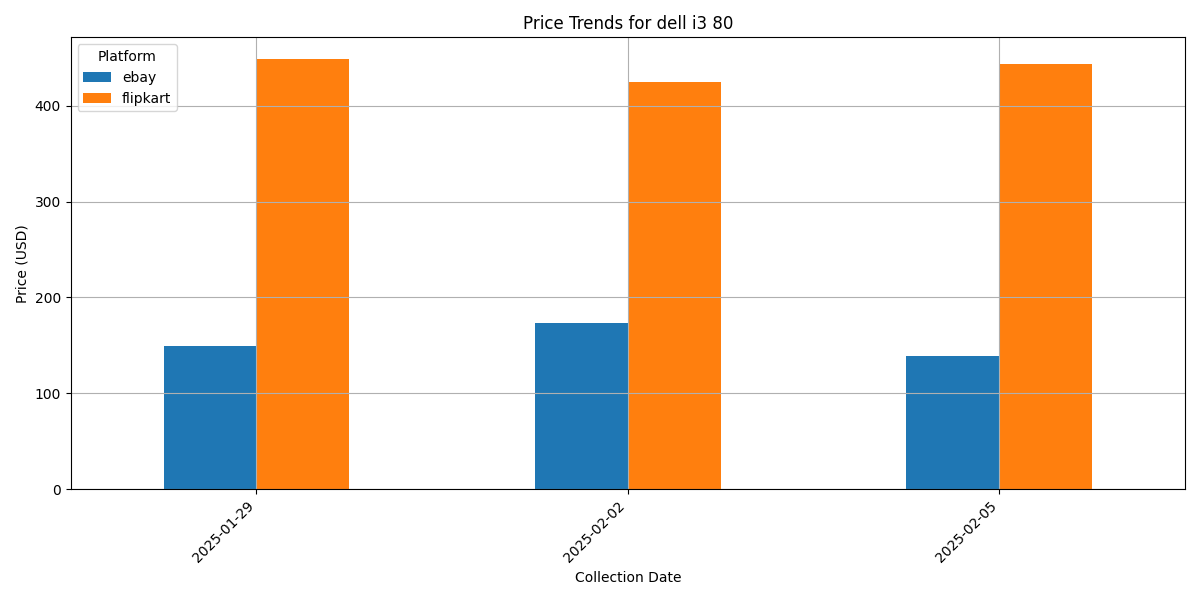 Price Trends for dell i3 80
Platform
ebay
flipkart
Price (USD)
400
300
200
100
0
2025-01-29
2025-02-02
2025-02-05
Collection Date